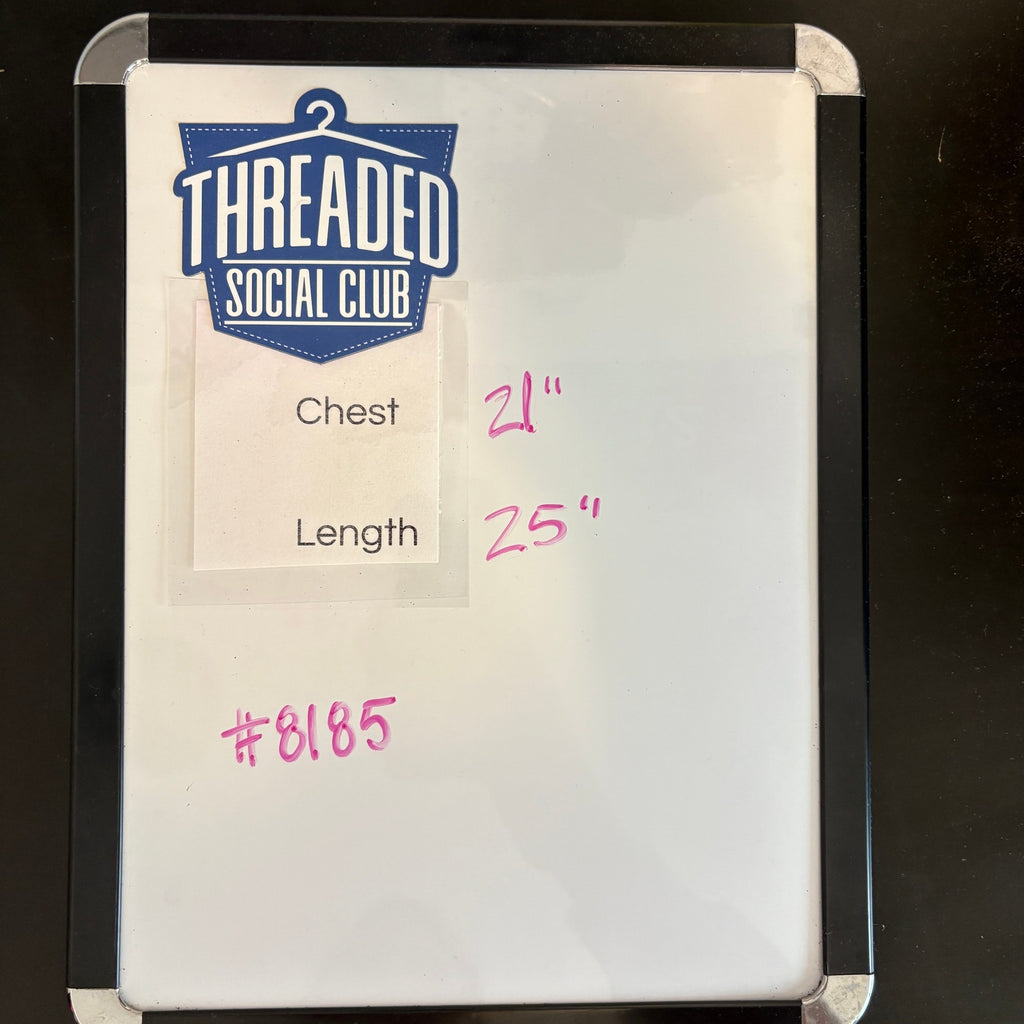 THREADED
SOCIAL CLUB
Chest 21"
Length 25"
#8185